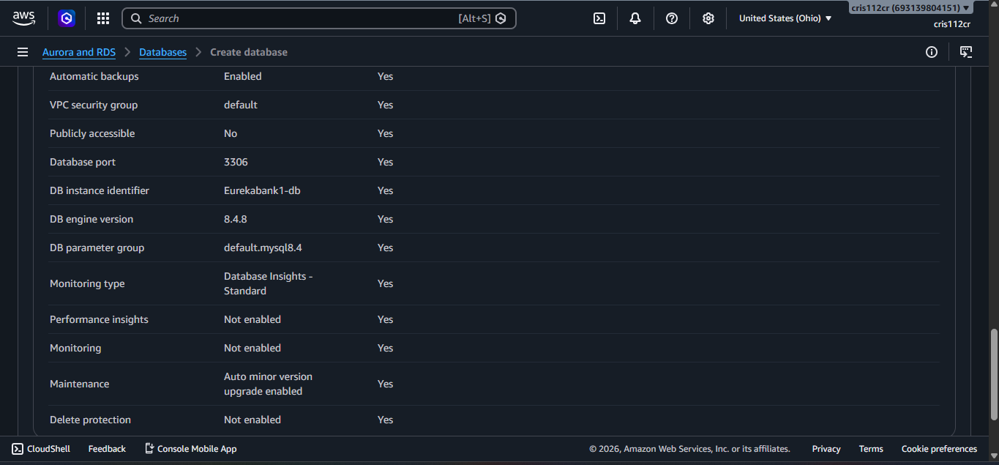 aws
Search [Alt+S]
United States (Ohio)
cris112cr (693139804151)
cris112cr
Aurora and RDS > Databases > Create database
Automatic backups Enabled Yes
VPC security group default Yes
Publicly accessible No Yes
Database port 3306 Yes
DB instance identifier Eurekabank1-db Yes
DB engine version 8.4.8 Yes
DB parameter group default.mysql8.4 Yes
Monitoring type Database Insights - Yes
Standard
Performance insights Not enabled Yes
Monitoring Not enabled Yes
Maintenance Auto minor version Yes
upgrade enabled
Delete protection Not enabled Yes
CloudShell Feedback Console Mobile App © 2026, Amazon Web Services, Inc. or its affiliates. Privacy Terms Cookie preferences